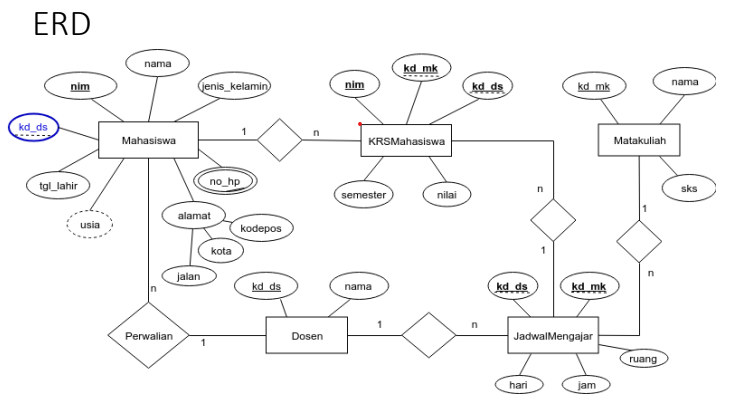 ERD
nama
nim
jenis_kelamin
kd_ds
Mahasiswa
tgl_lahir
no_hp
usia
alamat
kodepos
kota
jalan
1
n
nim
kd_mk
kd_ds
KRSMahasiswa
semester
nilai
kd_mk
nama
Matakuliah
sks
n
1
1
n
n
Perwalian
1
kd_ds
nama
Dosen
1
n
kd_ds
kd_mk
JadwalMengajar
ruang
hari
jam